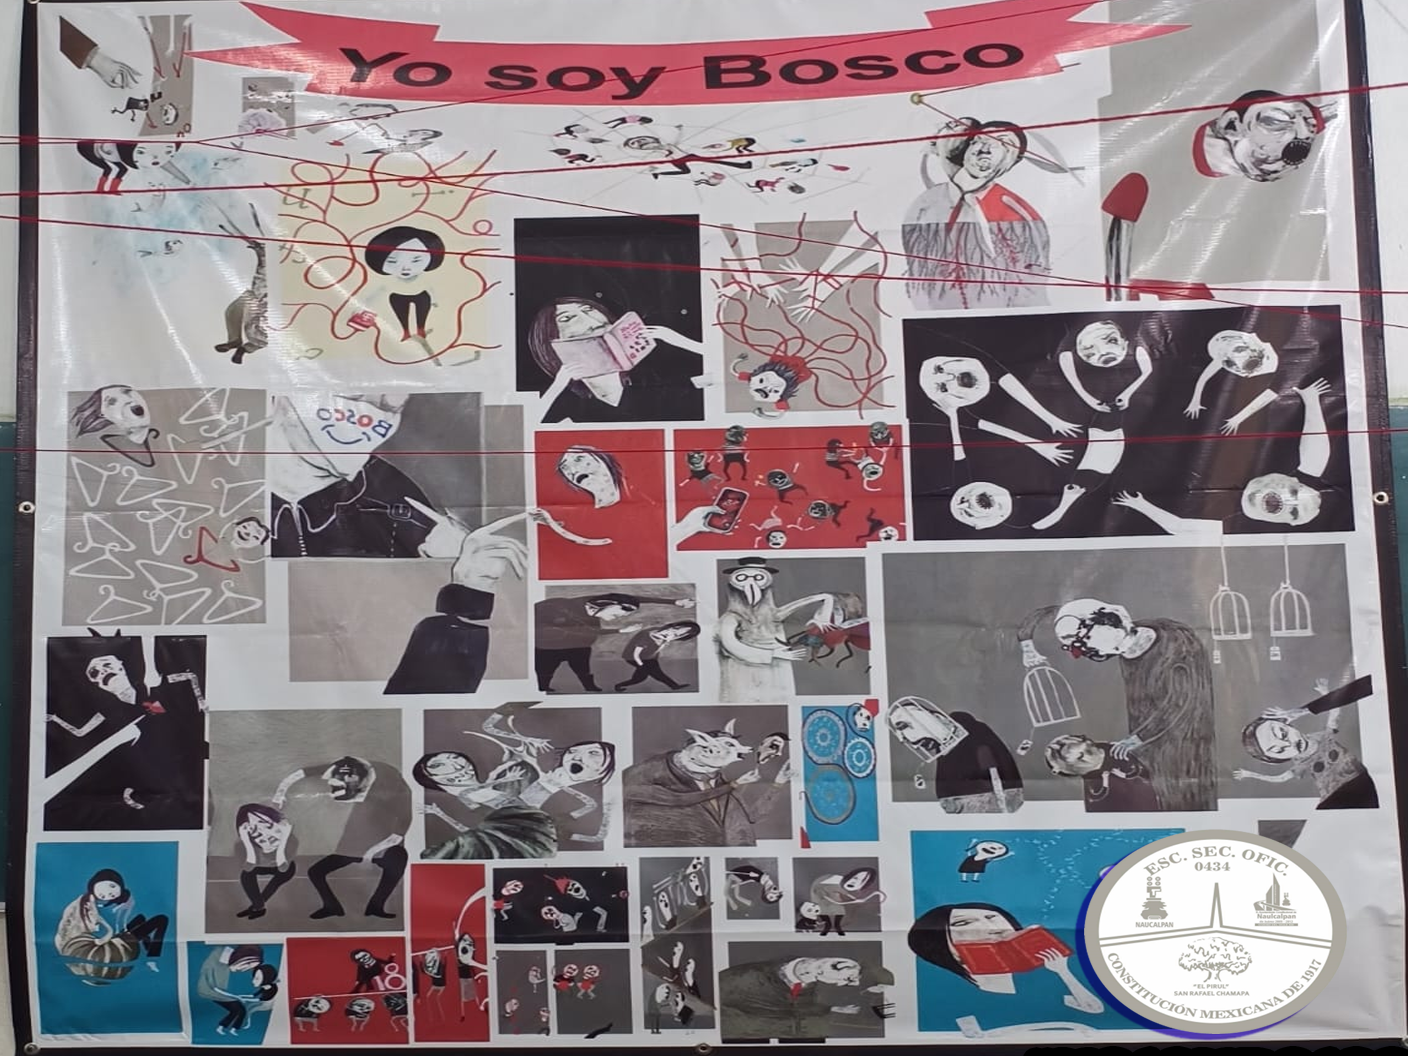 Yo soy Bosco
BOSCO
ESC. SEC. OFIC.
0434
NAUCALPAN
Naucalpan
"EL PIRUL"
SAN RAFAEL CHAMAPA
CONSTITUCIÓN MEXICANA DE 1917